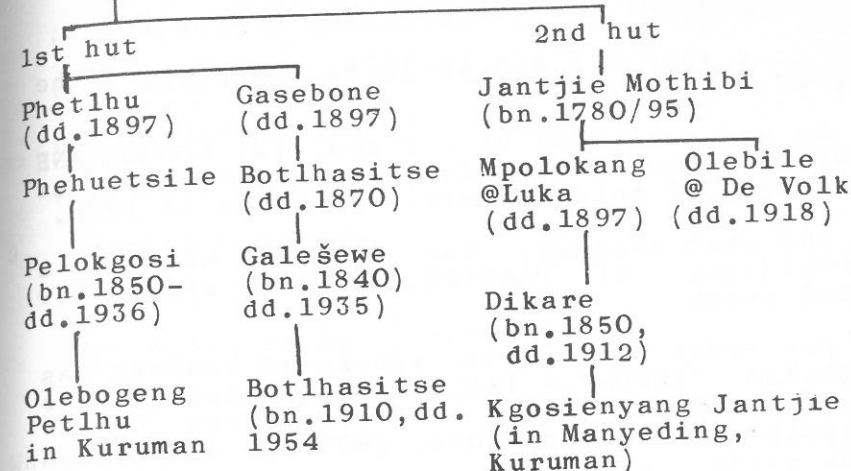 1st hut
2nd hut
Phetlhu
(dd.1897)
Gasebone
(dd.1897)
Jantjie Mothibi
(bn.1780/95)
Phehuetsile
Botlhasitse
(dd.1870)
Mpolokang
@Luka
(dd.1897)
Olebile
@ De Volk
(dd.1918)
Pelokgosi
(bn.1850-
dd.1936)
Galešewe
(bn.1840)
dd.1935)
Dikare
(bn.1850,
dd.1912)
Olebogeng
Petlhu
in Kuruman
Botlhasitse
(bn.1910,dd.
1954
Kgosienyang Jantjie
(in Manyeding,
Kuruman)